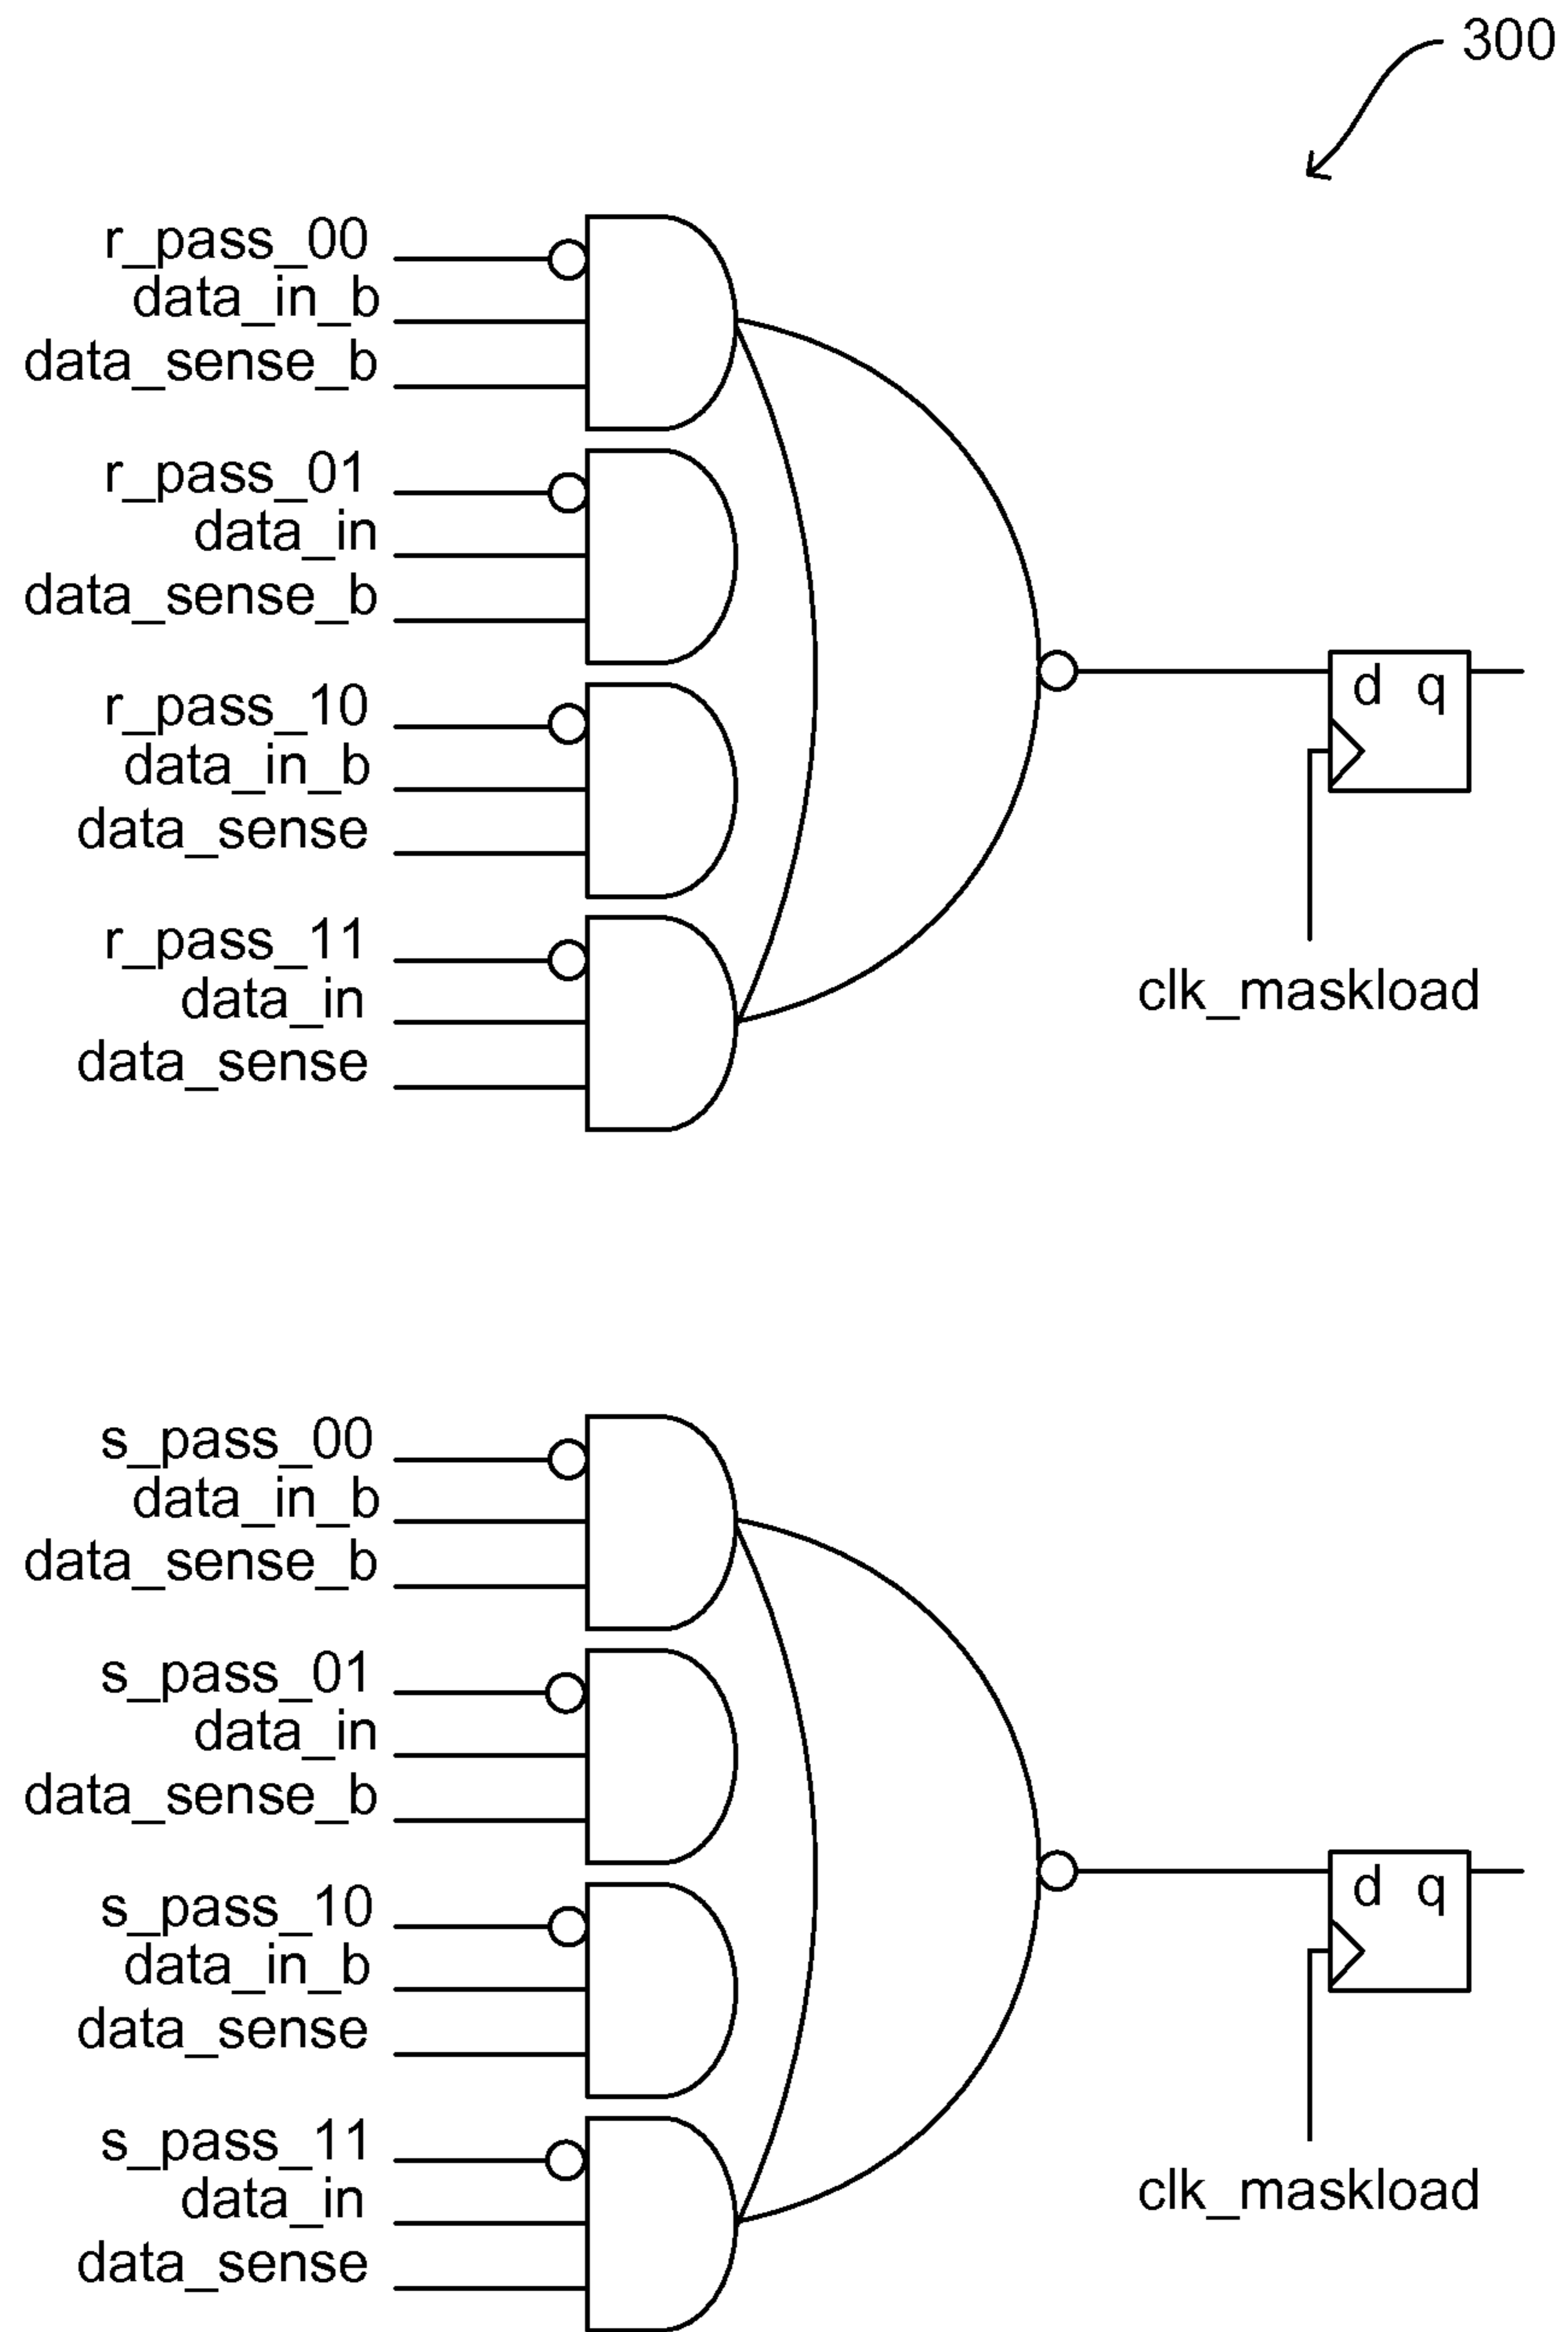 300
r_pass_00
data_in_b
data_sense_b
r_pass_01
data_in
data_sense_b
r_pass_10
data_in_b
data_sense
r_pass_11
data_in
data_sense
d q
clk_maskload
s_pass_00
data_in_b
data_sense_b
s_pass_01
data_in
data_sense_b
s_pass_10
data_in_b
data_sense
s_pass_11
data_in
data_sense
d q
clk_maskload